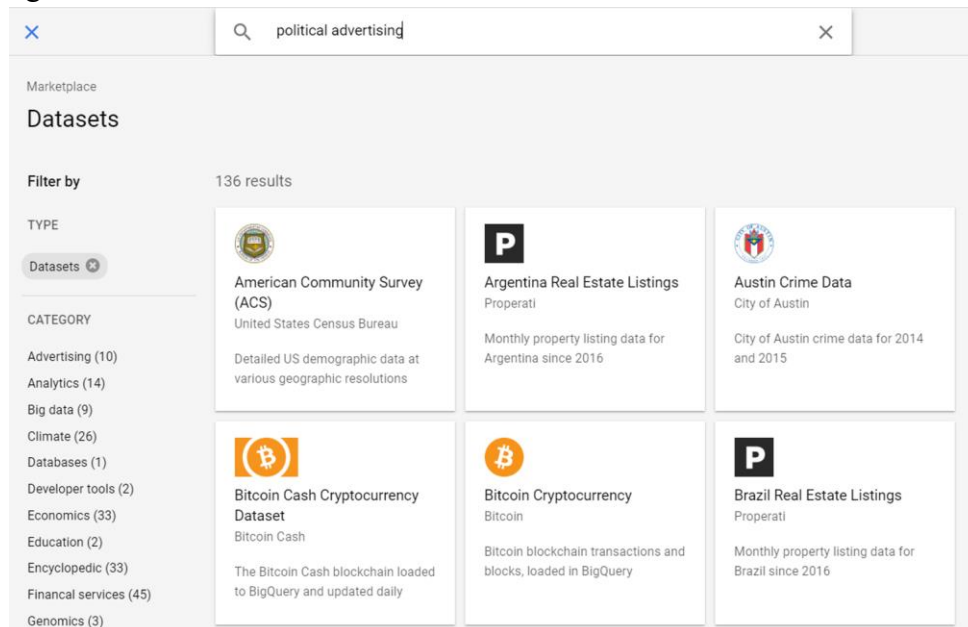 political advertising
Marketplace
Datasets
Filter by
136 results
TYPE
Datasets
CATEGORY
Advertising (10)
Analytics (14)
Big data (9)
Climate (26)
Databases (1)
Developer tools (2)
Economics (33)
Education (2)
Encyclopedic (33)
Financal services (45)
Genomics (3)
American Community Survey
(ACS)
United States Census Bureau
Detailed US demographic data at
various geographic resolutions
P
Argentina Real Estate Listings
Properati
Monthly property listing data for
Argentina since 2016
Austin Crime Data
City of Austin
City of Austin crime data for 2014
and 2015
Bitcoin Cash Cryptocurrency
Dataset
Bitcoin Cash
The Bitcoin Cash blockchain loaded
to BigQuery and updated daily
Bitcoin Cryptocurrency
Bitcoin
Bitcoin blockchain transactions and
blocks, loaded in BigQuery
P
Brazil Real Estate Listings
Properati
Monthly property listing data for
Brazil since 2016